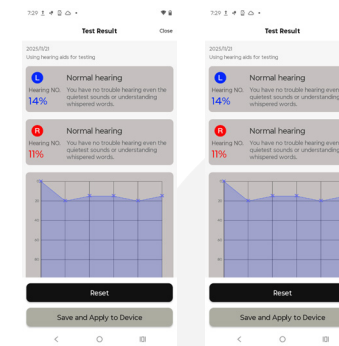 7:29
Test Result
Close
2025/11/21
Using hearing aids for testing
L
Normal hearing
Hearing NO.
14%
You have no trouble hearing even the
quietest sounds or understanding
whispered words.
R
Normal hearing
Hearing NO.
11%
You have no trouble hearing even the
quietest sounds or understanding
whispered words.
Reset
Save and Apply to Device
7:29
Test Result
2025/11/21
Using hearing aids for testing
L
Normal hearing
Hearing NO.
14%
You have no trouble hearing even
quietest sounds or understanding
whispered words.
R
Normal hearing
Hearing NO.
11%
You have no trouble hearing even
quietest sounds or understanding
whispered words.
Reset
Save and Apply to Device